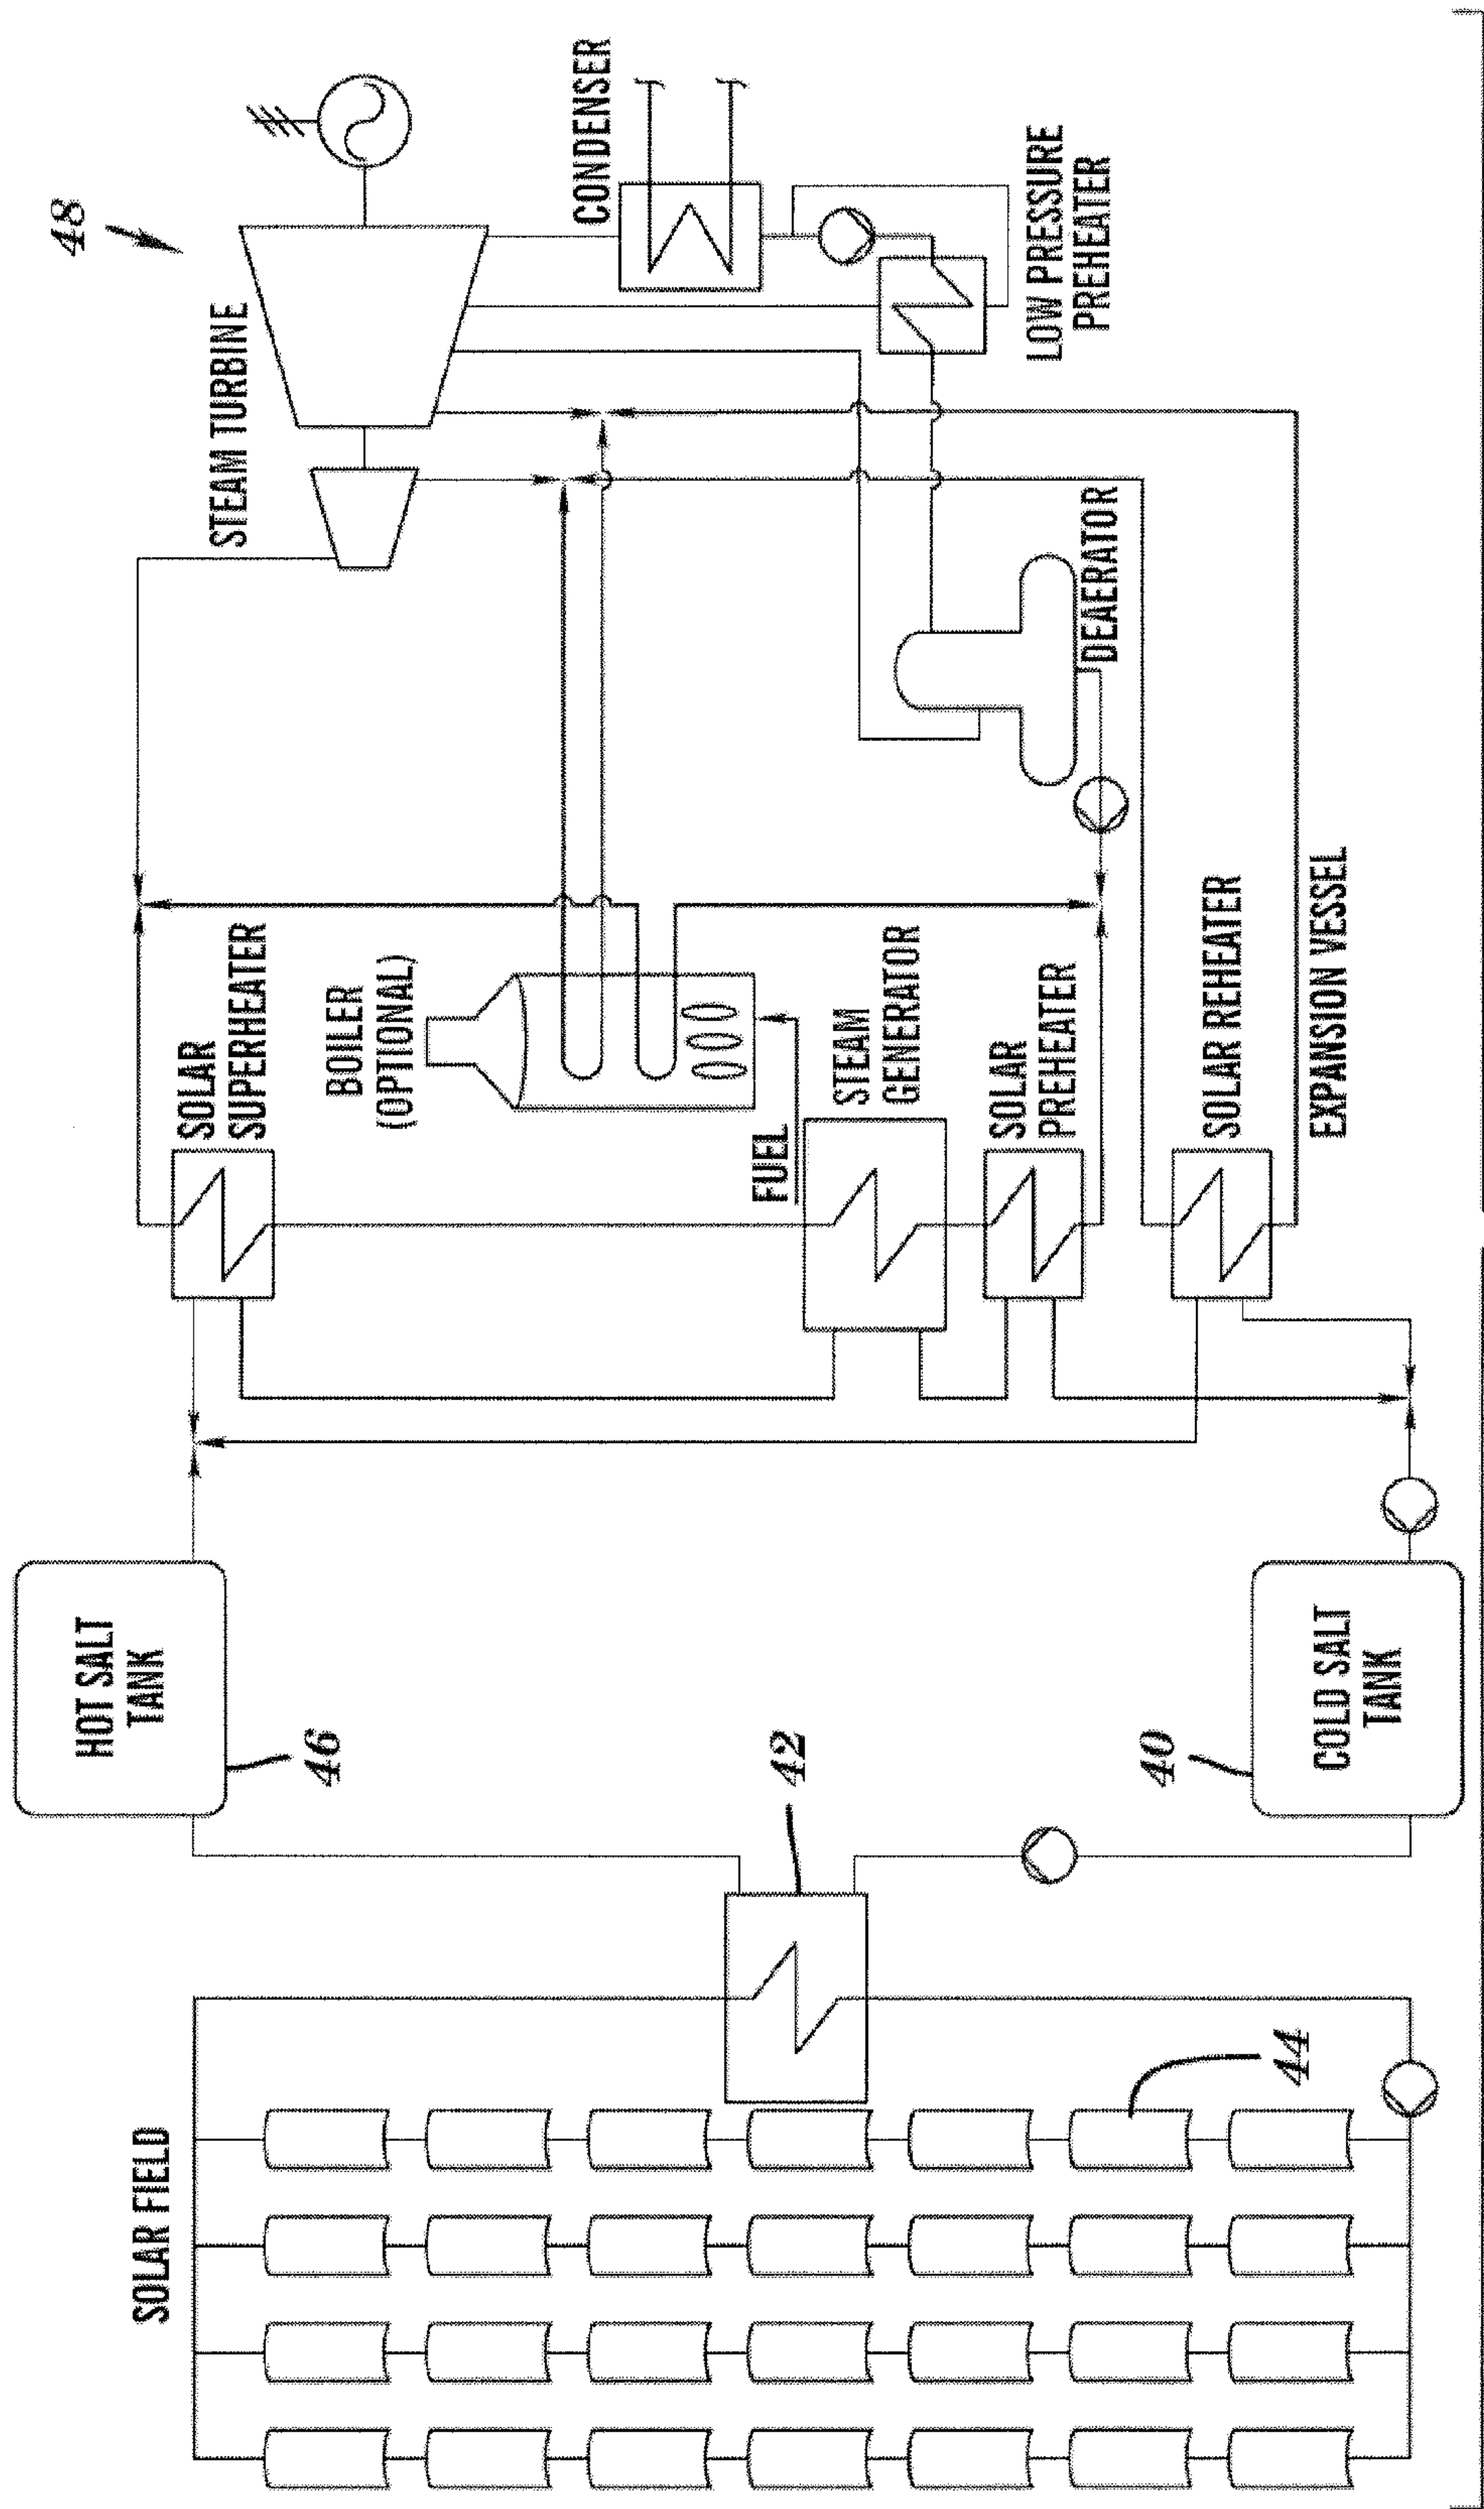 SOLAR FIELD
44
42
HOT SALT
TANK
46
COLD SALT
TANK
40
SOLAR
SUPERHEATER
BOILER
(OPTIONAL)
FUEL
STEAM
GENERATOR
SOLAR
PREHEATER
SOLAR REHEATER
EXPANSION VESSEL
STEAM TURBINE
48
CONDENSER
LOW PRESSURE
PREHEATER
DEAERATOR